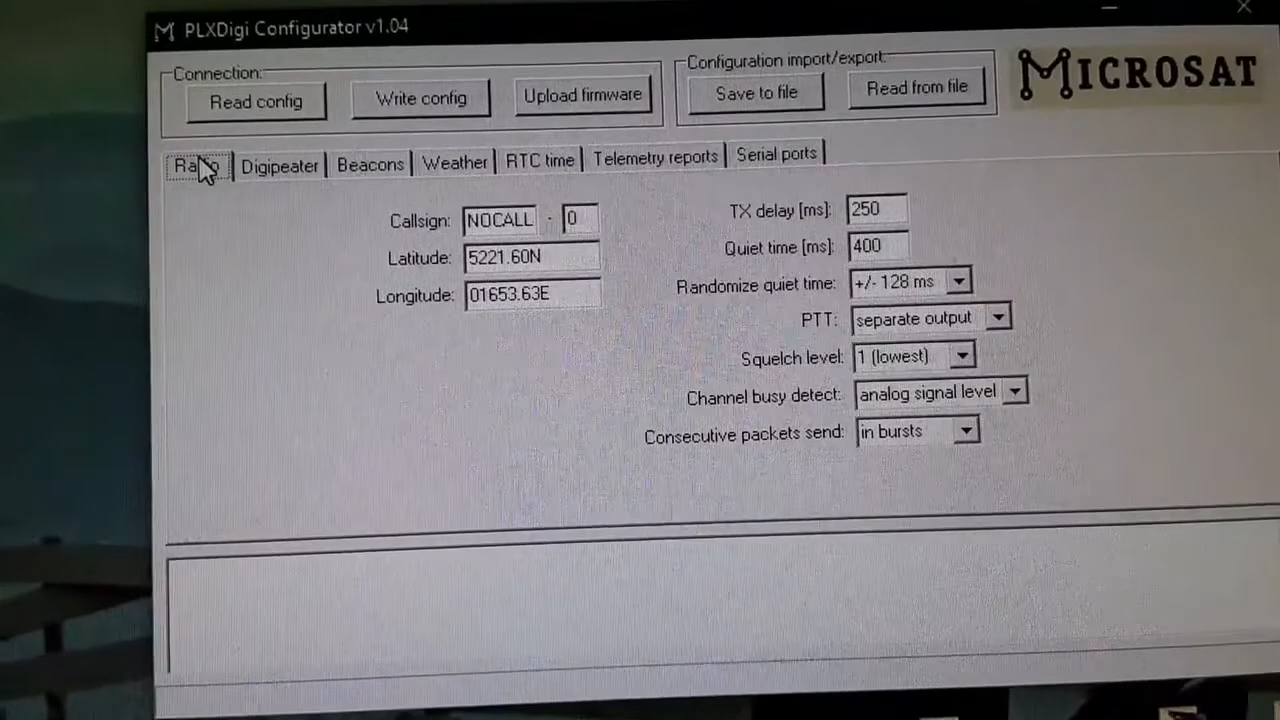 PLXDigi Configurator v1.04
Connection:
Read config
Write config
Upload firmware
Configuration import/export:
Save to file
Read from file
MICROSAT
Digipeater
Beacons
Weather
RTC time
Telemetry reports
Serial ports
Callsign: NOCALL - 0
Latitude: 5221.60N
Longitude: 01653.63E
TX delay [ms]: 250
Quiet time [ms]: 400
Randomize quiet time: +/- 128 ms
PTT: separate output
Squelch level: 1 (lowest)
Channel busy detect: analog signal level
Consecutive packets send: in bursts